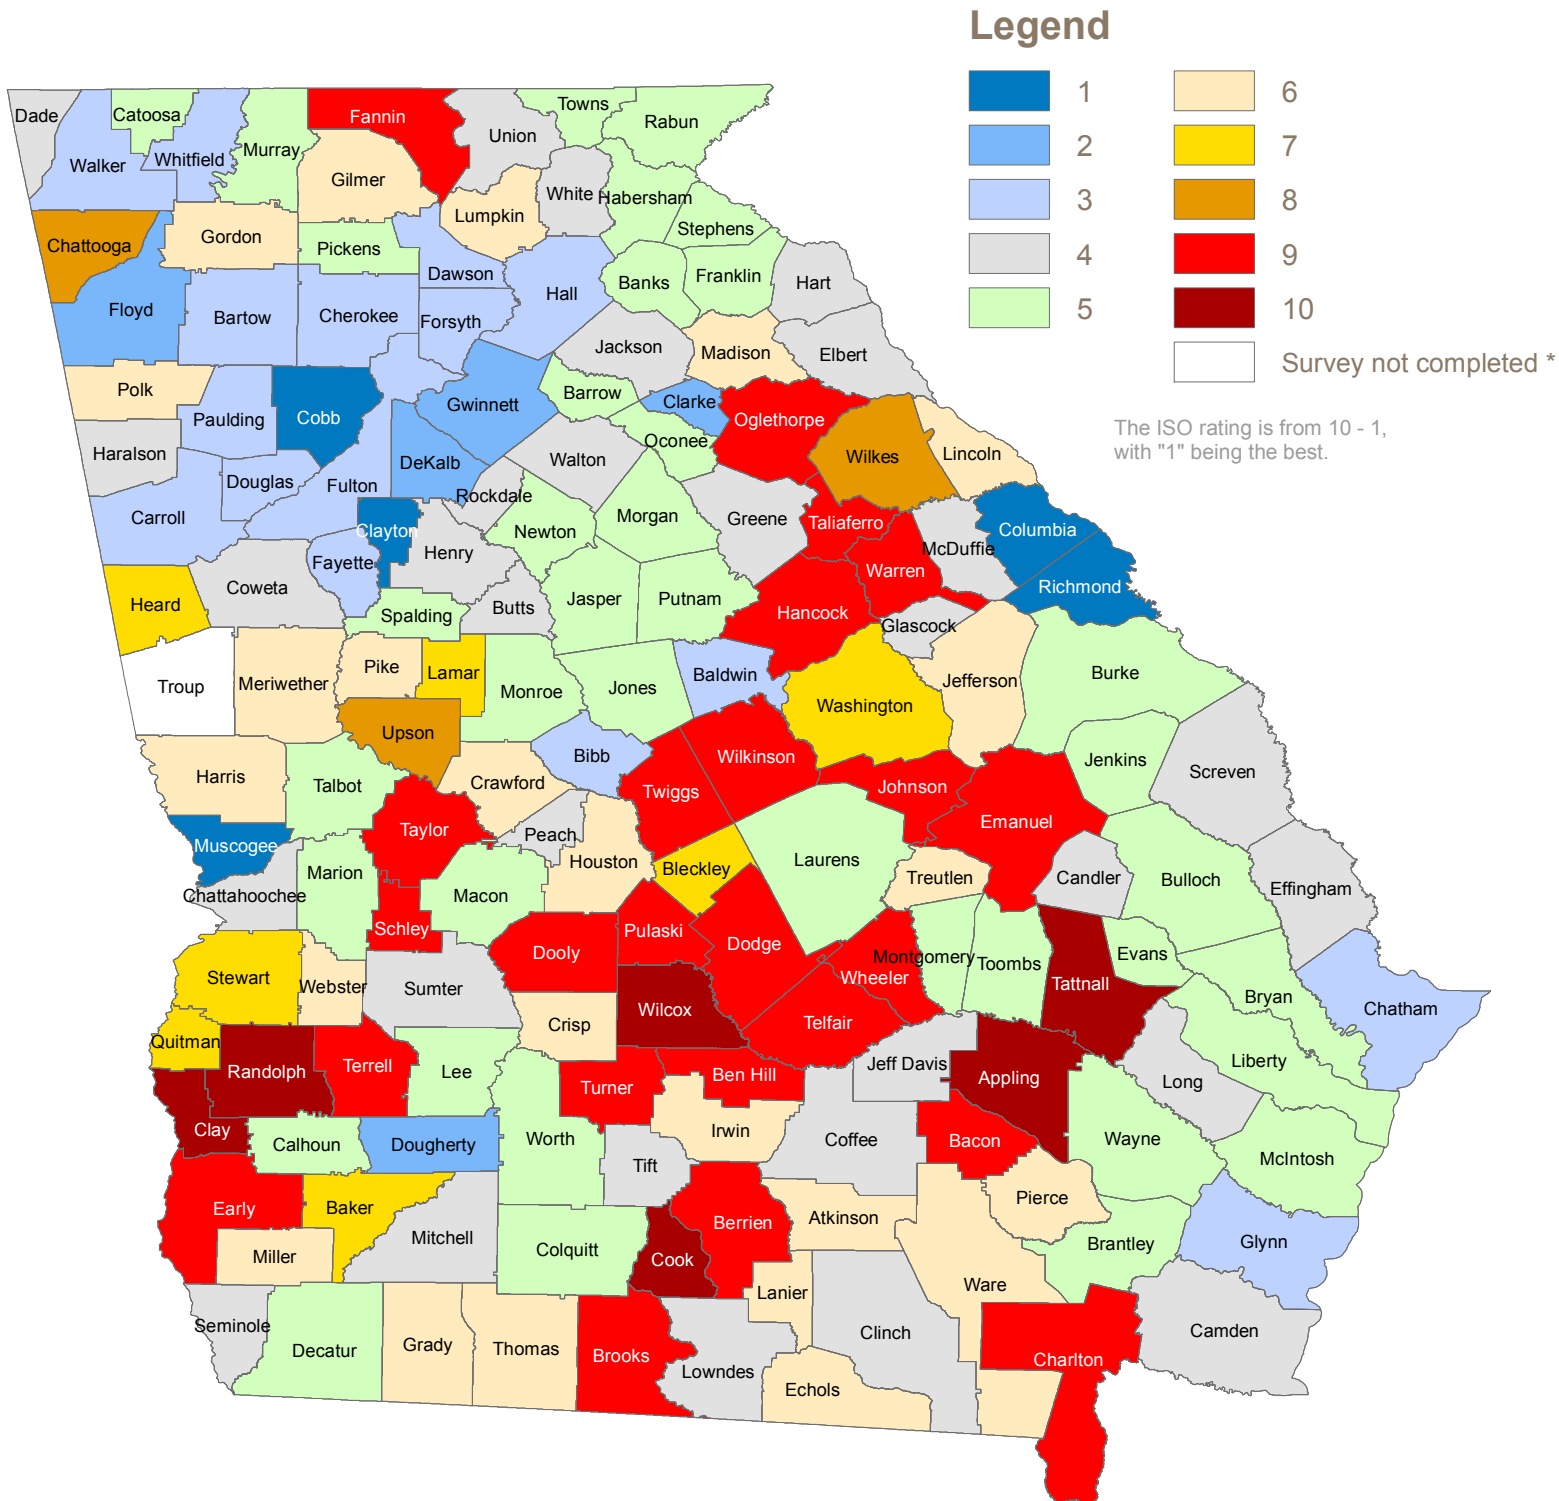 Legend
1
6
2
7
3
8
4
9
5
10
Survey not completed *
The ISO rating is from 10 - 1,
with "1" being the best.
Dade
Catoosa
Fannin
Towns
Rabun
Union
Walker
Whitfield
Murray
Gilmer
White
Habersham
Lumpkin
Stephens
Chattooga
Gordon
Pickens
Dawson
Banks
Franklin
Hart
Hall
Floyd
Bartow
Cherokee
Forsyth
Jackson
Madison
Elbert
Polk
Barrow
Clarke
Gwinnett
Oglethorpe
Paulding
Cobb
Oconee
Haralson
DeKalb
Walton
Wilkes
Lincoln
Douglas
Fulton
Rockdale
Carroll
Morgan
Greene
Taliaferro
Columbia
Clayton
Newton
Henry
McDuffie
Fayette
Warren
Coweta
Richmond
Heard
Butts
Jasper
Putnam
Hancock
Spalding
Glascock
Troup
Meriwether
Pike
Lamar
Monroe
Jones
Baldwin
Jefferson
Burke
Washington
Upson
Bibb
Wilkinson
Jenkins
Screven
Harris
Talbot
Crawford
Twiggs
Johnson
Emanuel
Taylor
Peach
Muscogee
Houston
Laurens
Marion
Bleckley
Treutlen
Candler
Bulloch
Effingham
Chattahoochee
Macon
Schley
Pulaski
Dodge
Dooly
Montgomery
Toombs
Evans
Stewart
Webster
Sumter
Wheeler
Tattnall
Bryan
Chatham
Wilcox
Crisp
Telfair
Quitman
Randolph
Terrell
Lee
Turner
Ben Hill
Jeff Davis
Appling
Liberty
Long
Clay
Calhoun
Dougherty
Worth
Irwin
Coffee
Bacon
Wayne
McIntosh
Tift
Early
Baker
Mitchell
Berrien
Atkinson
Pierce
Miller
Colquitt
Cook
Brantley
Glynn
Lanier
Ware
Seminole
Decatur
Grady
Thomas
Brooks
Lowndes
Clinch
Echols
Charlton
Camden